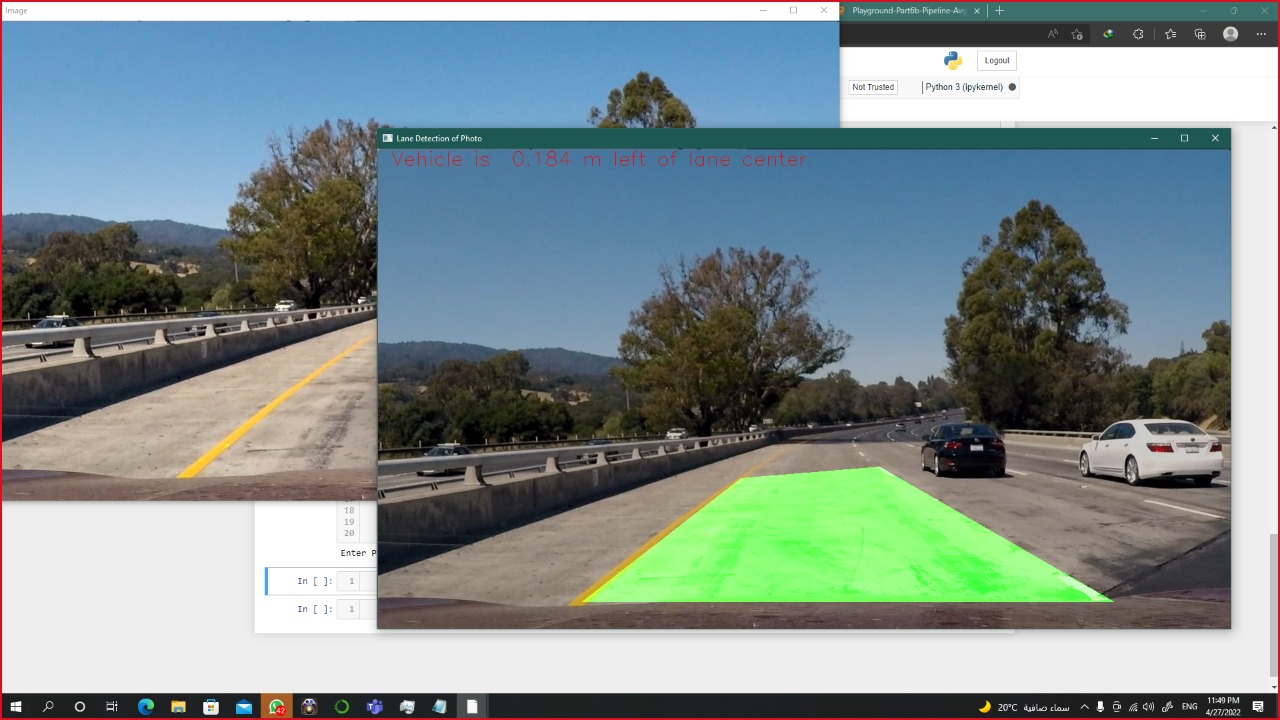 Image
Playground-Part6b-Pipeline-Avg
Logout
Not Trusted
Python 3 (ipykernel)
Lane Detection of Photo
Vehicle is 0.184 m left of lane center
18
19
20
Enter P
In [ ]: 1
In [ ]: 1
42
20°C سماء صافية
ENG
11:49 PM
4/27/2022